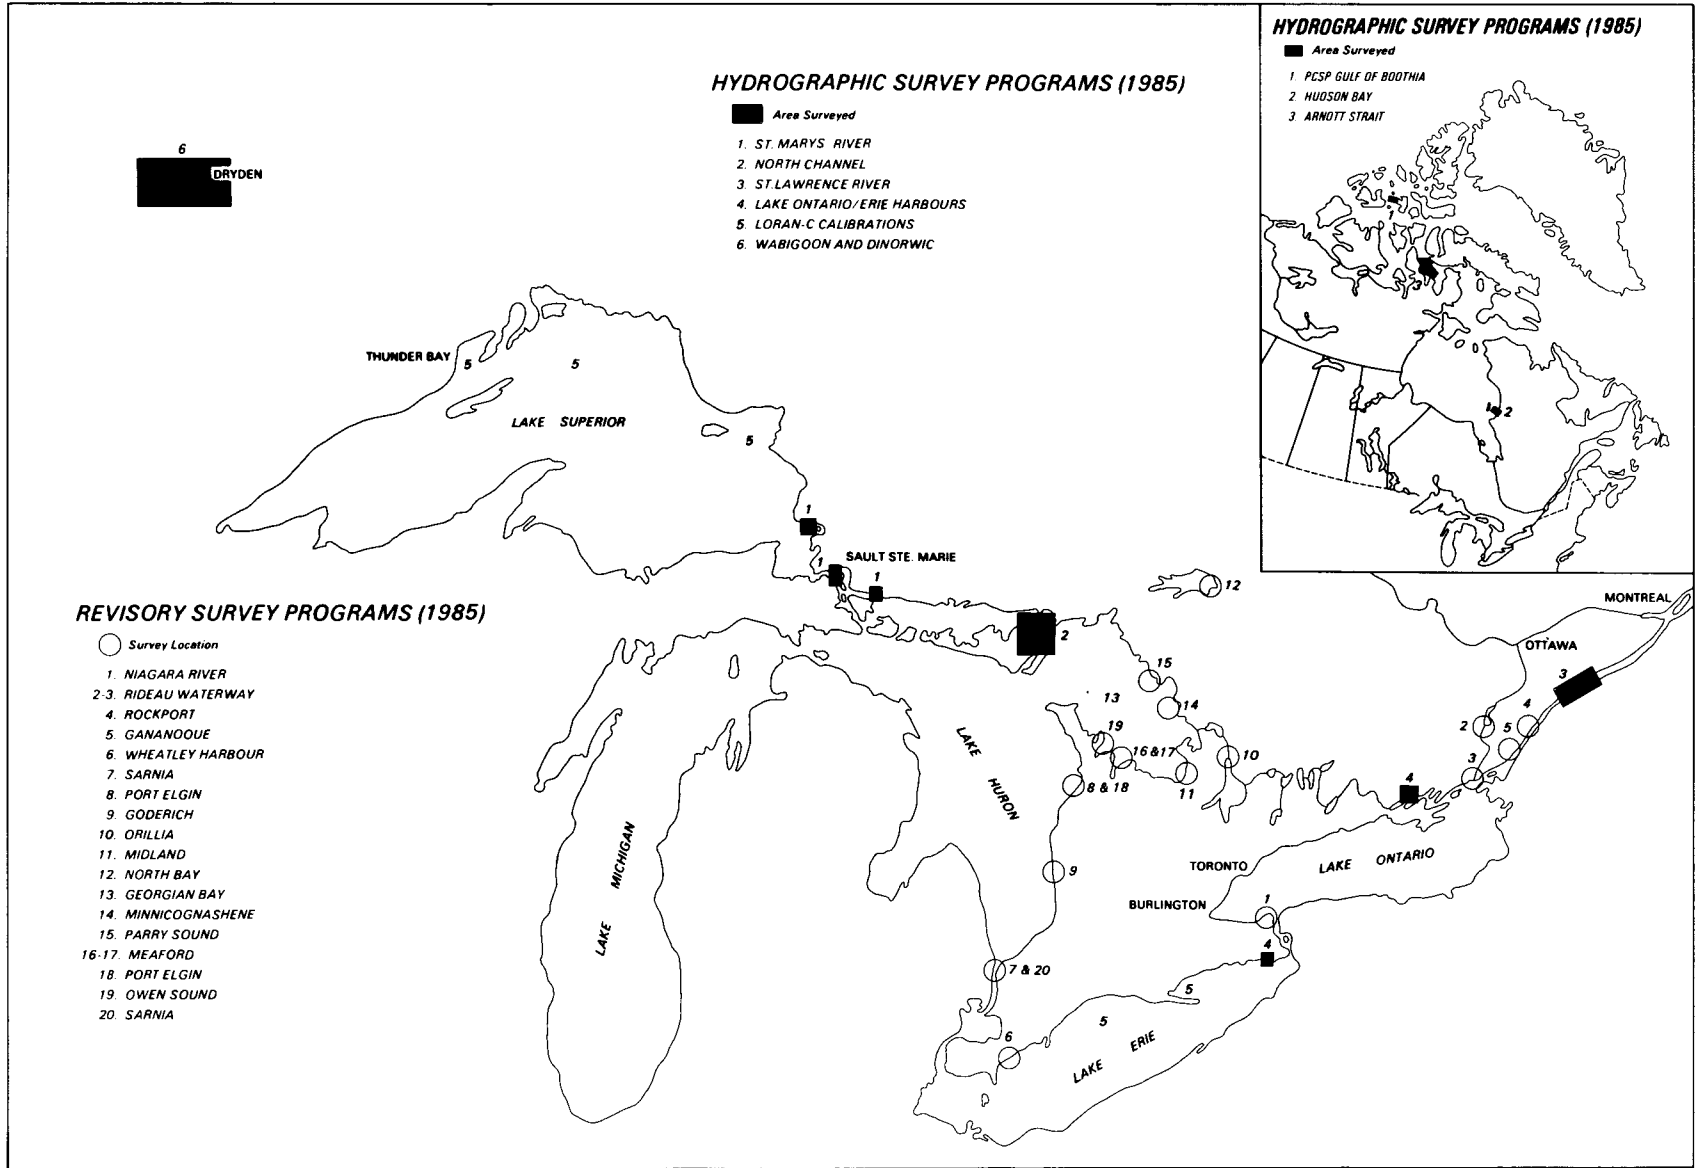 HYDROGRAPHIC SURVEY PROGRAMS (1985)
Area Surveyed
1. ST. MARYS RIVER
2. NORTH CHANNEL
3. ST.LAWRENCE RIVER
4. LAKE ONTARIO/ERIE HARBOURS
5. LORAN-C CALIBRATIONS
6. WABIGOON AND DINORWIC
HYDROGRAPHIC SURVEY PROGRAMS (1985)
Area Surveyed
1. PCSP GULF OF BOOTHIA
2. HUDSON BAY
3. ARNOTT STRAIT
1
3
2
6
DRYDEN
THUNDER BAY
5
5
LAKE SUPERIOR
5
1
SAULT STE. MARIE
1
1
2
12
MONTREAL
OTTAWA
3
REVISORY SURVEY PROGRAMS (1985)
Survey Location
1. NIAGARA RIVER
2-3. RIDEAU WATERWAY
4. ROCKPORT
5. GANANOQUE
6. WHEATLEY HARBOUR
7. SARNIA
8. PORT ELGIN
9. GODERICH
10. ORILLIA
11. MIDLAND
12. NORTH BAY
13. GEORGIAN BAY
14. MINNICOGNASHENE
15. PARRY SOUND
16-17. MEAFORD
18. PORT ELGIN
19. OWEN SOUND
20. SARNIA
15
13
14
19
16 &17
10
11
8 & 18
2
4
5
3
4
LAKE HURON
LAKE MICHIGAN
9
TORONTO
LAKE ONTARIO
BURLINGTON
1
4
7 & 20
5
5
6
LAKE ERIE